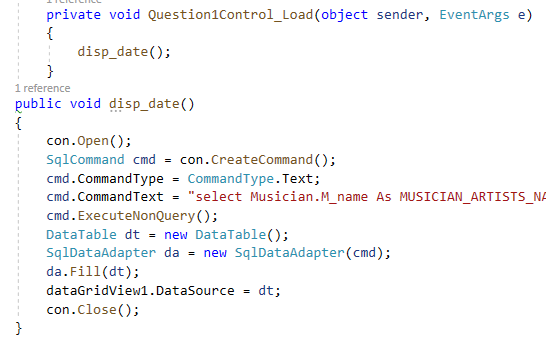 1 reference
private void Question1Control_Load(object sender, EventArgs e)
{
disp_date();
}
1 reference
public void disp_date()
{
con.Open();
SqlCommand cmd = con.CreateCommand();
cmd.CommandType = CommandType.Text;
cmd.CommandText = "select Musician.M_name As MUSICIAN_ARTISTS_NA
cmd.ExecuteNonQuery();
DataTable dt = new DataTable();
SqlDataAdapter da = new SqlDataAdapter(cmd);
da.Fill(dt);
dataGridView1.DataSource = dt;
con.Close();
}